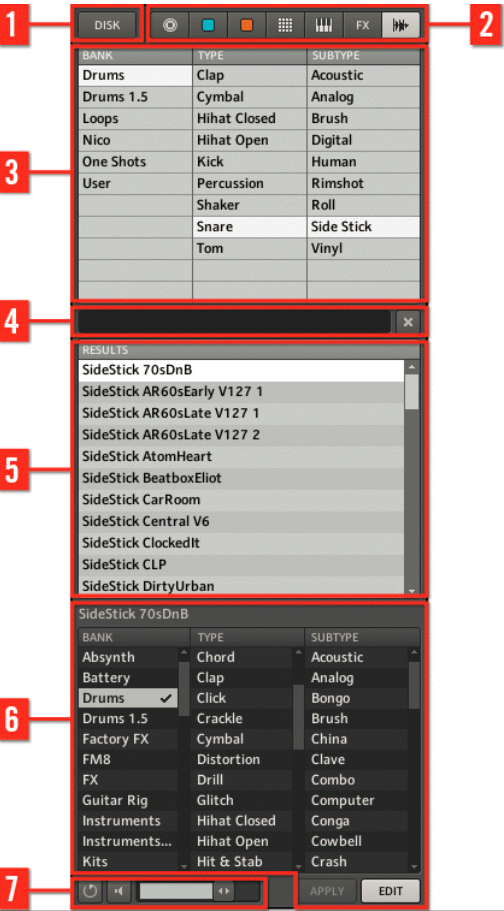 1
DISK
FX
2
BANK TYPE SUBTYPE
Drums Clap Acoustic
Drums 1.5 Cymbal Analog
Loops Hihat Closed Brush
Nico Hihat Open Digital
3
One Shots Kick Human
User Percussion Rimshot
Shaker Roll
Snare Side Stick
Tom Vinyl
4
RESULTS
SideStick 70sDnB
SideStick AR60sEarly V127 1
SideStick AR60sLate V127 1
SideStick AR60sLate V127 2
SideStick AtomHeart
5
SideStick BeatboxEliot
SideStick CarRoom
SideStick Central V6
SideStick ClockedIt
SideStick CLP
SideStick DirtyUrban
SideStick 70sDnB
BANK TYPE SUBTYPE
Absynth Chord Acoustic
Battery Clap Analog
Drums Click Bongo
6
Drums 1.5 Crackle Brush
Factory FX Cymbal China
FM8 Distortion Clave
FX Drill Combo
Guitar Rig Glitch Computer
Instruments Hihat Closed Conga
Instruments... Hihat Open Cowbell
Kits Hit & Stab Crash
7
APPLY EDIT